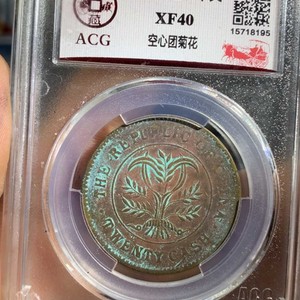 XF40
ACG
空心团菊花
15718195
THE REPUBLIC OF CHINA
TWENTY CASH